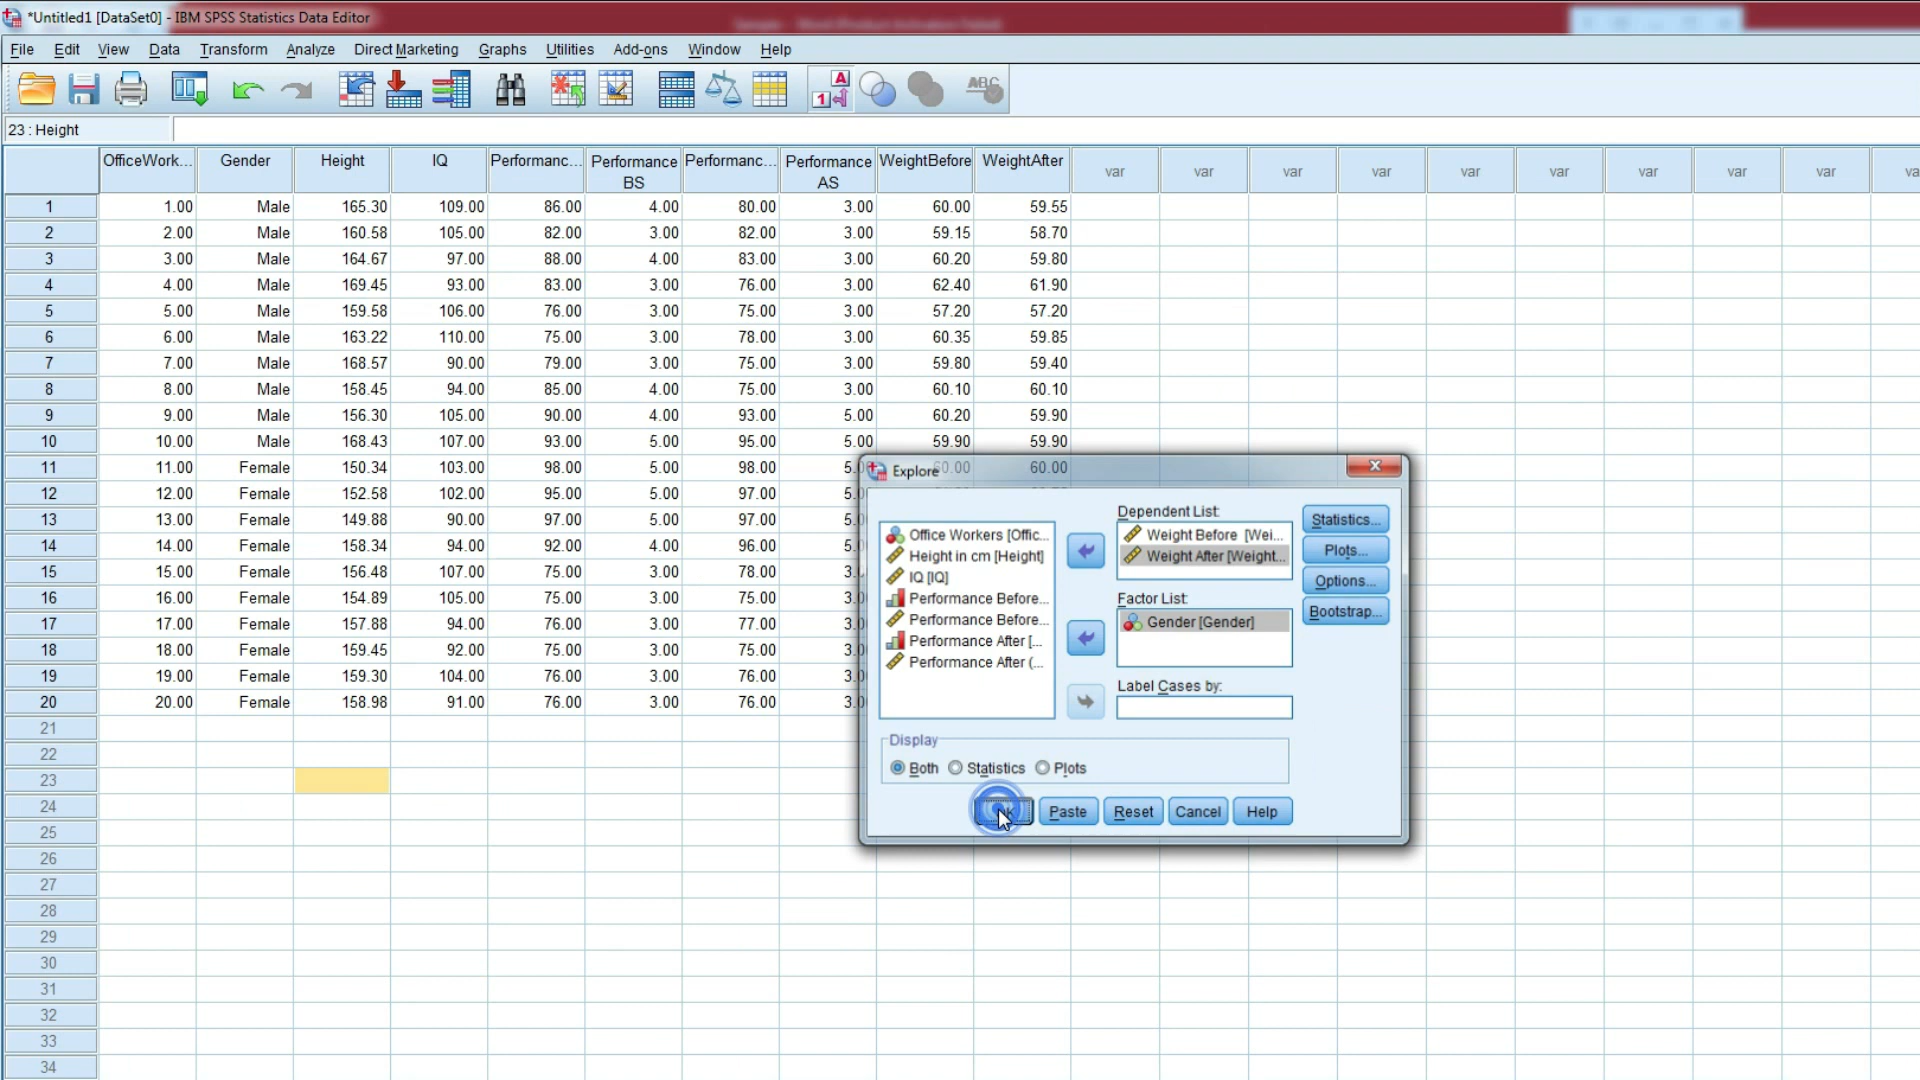 *Untitled1 [DataSet0] - IBM SPSS Statistics Data Editor
File Edit View Data Transform Analyze Direct Marketing Graphs Utilities Add-ons Window Help
23 : Height
OfficeWork... Gender Height IQ Performanc... Performance BS Performanc... Performance AS WeightBefore WeightAfter var var var var var var var var var va
1 1.00 Male 165.30 109.00 86.00 4.00 80.00 3.00 60.00 59.55
2 2.00 Male 160.58 105.00 82.00 3.00 82.00 3.00 59.15 58.70
3 3.00 Male 164.67 97.00 88.00 4.00 83.00 3.00 60.20 59.80
4 4.00 Male 169.45 93.00 83.00 3.00 76.00 3.00 62.40 61.90
5 5.00 Male 159.58 106.00 76.00 3.00 75.00 3.00 57.20 57.20
6 6.00 Male 163.22 110.00 75.00 3.00 78.00 3.00 60.35 59.85
7 7.00 Male 168.57 90.00 79.00 3.00 75.00 3.00 59.80 59.40
8 8.00 Male 158.45 94.00 85.00 4.00 75.00 3.00 60.10 60.10
9 9.00 Male 156.30 105.00 90.00 4.00 93.00 5.00 60.20 59.90
10 10.00 Male 168.43 107.00 93.00 5.00 95.00 5.00 59.90 59.90
11 11.00 Female 150.34 103.00 98.00 5.00 98.00 5.0 60.00 60.00
12 12.00 Female 152.58 102.00 95.00 5.00 97.00 5.0
13 13.00 Female 149.88 90.00 97.00 5.00 97.00 5.0
14 14.00 Female 158.34 94.00 92.00 4.00 96.00 5.0
15 15.00 Female 156.48 107.00 75.00 3.00 78.00 3.0
16 16.00 Female 154.89 105.00 75.00 3.00 75.00 3.0
17 17.00 Female 157.88 94.00 76.00 3.00 77.00 3.0
18 18.00 Female 159.45 92.00 75.00 3.00 75.00 3.0
19 19.00 Female 159.30 104.00 76.00 3.00 76.00 3.0
20 20.00 Female 158.98 91.00 76.00 3.00 76.00 3.0
21
22
23
24
25
26
27
28
29
30
31
32
33
34
Explore
Office Workers [Offic...
Height in cm [Height]
IQ [IQ]
Performance Before...
Performance Before...
Performance After [...
Performance After (...
Dependent List:
Weight Before [Wei...
Weight After [Weight...
Factor List:
Gender [Gender]
Label Cases by:
Statistics...
Plots...
Options...
Bootstrap...
Display
Both Statistics Plots
Paste Reset Cancel Help